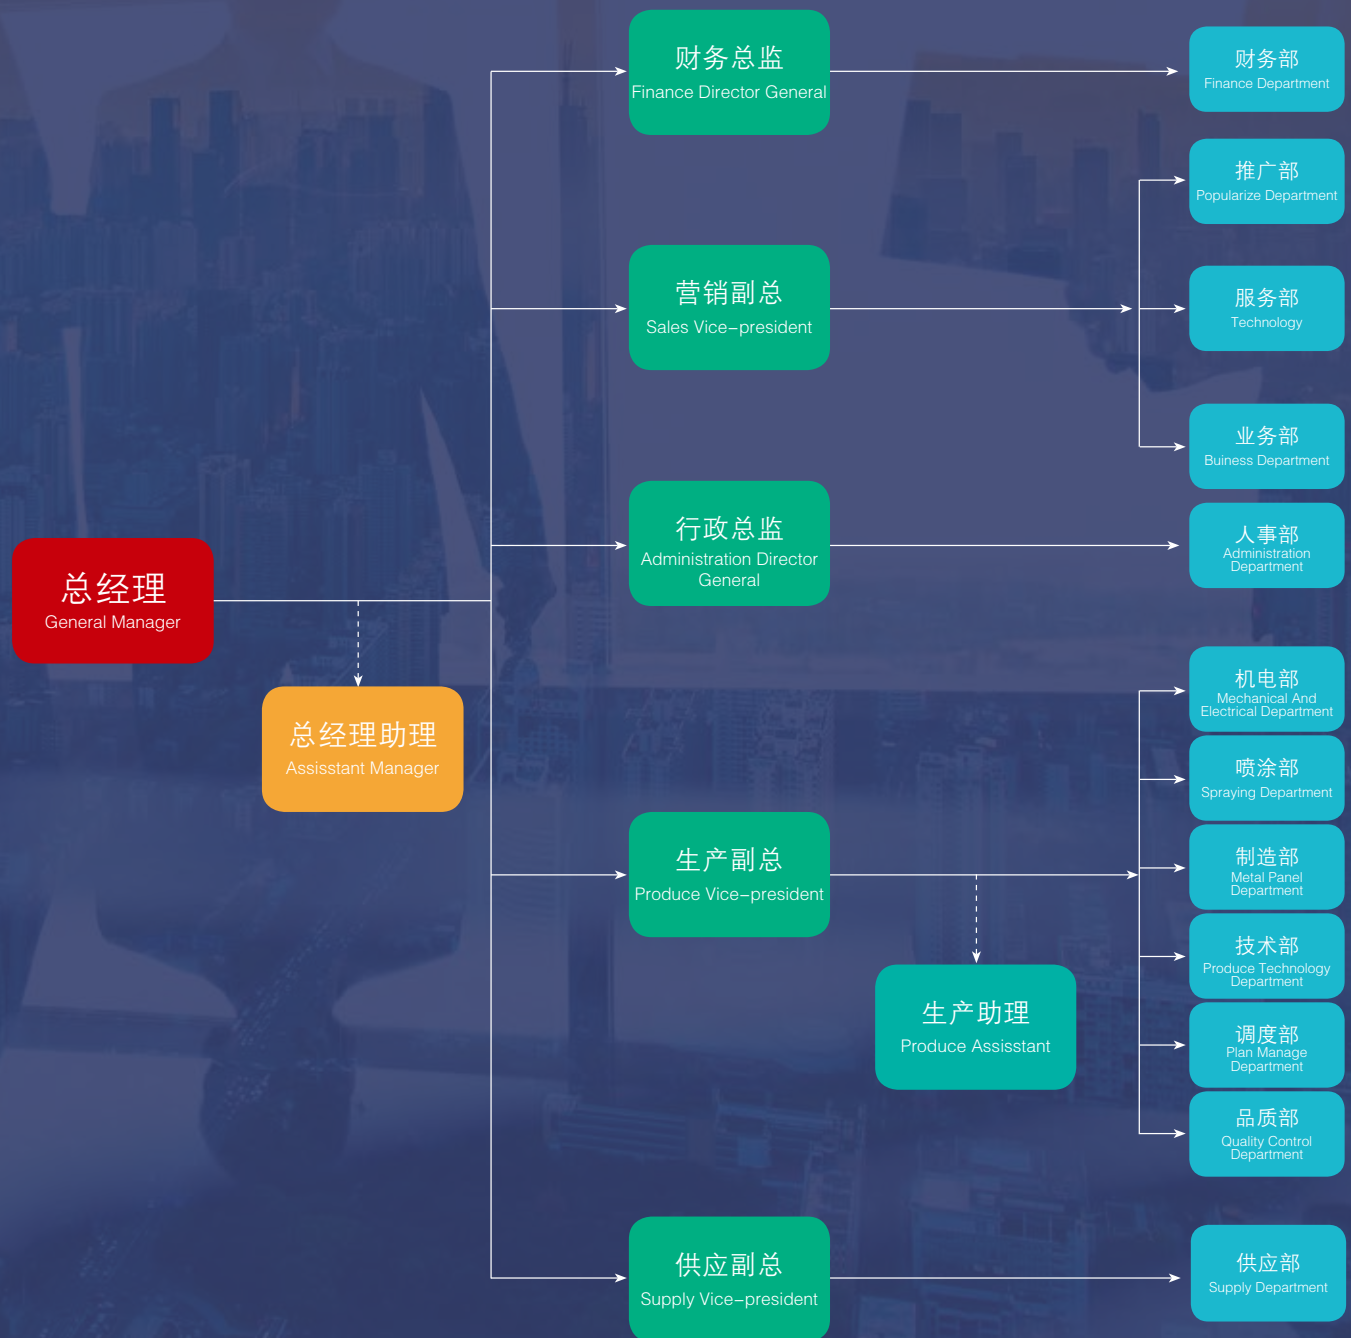 财务总监
Finance Director General
财务部
Finance Department
推广部
Popularize Department
营销副总
Sales Vice-president
服务部
Technology
业务部
Buiness Department
行政总监
Administration Director
General
人事部
Administration
Department
总经理
General Manager
总经理助理
Assisstant Manager
机电部
Mechanical And
Electrical Department
喷涂部
Spraying Department
生产副总
Produce Vice-president
制造部
Metal Panel
Department
技术部
Produce Technology
Department
生产助理
Produce Assisstant
调度部
Plan Manage
Department
品质部
Quality Control
Department
供应副总
Supply Vice-president
供应部
Supply Department